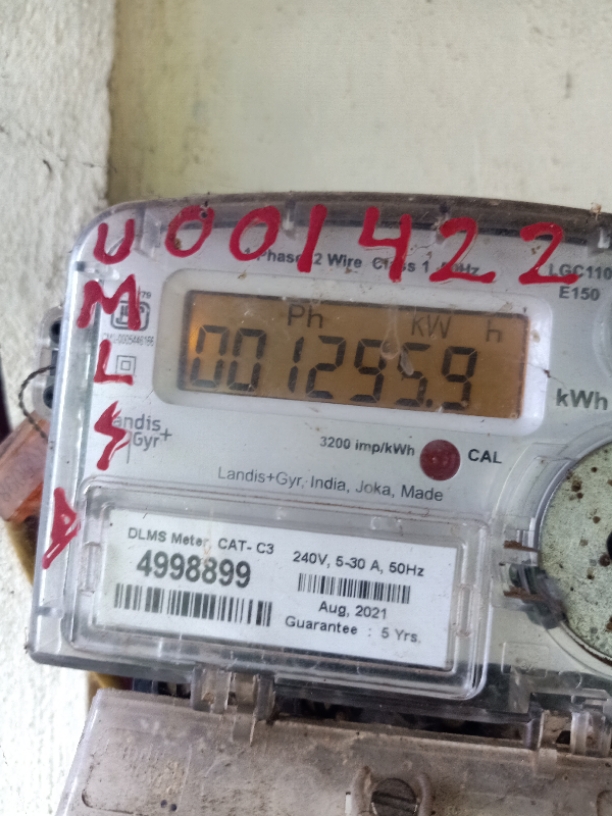 U001422
M
L
S
1 Phase 2 Wire Class 1 50Hz
LGC110
E150
Ph kW h
001295.9
kWh
Landis
Gyr+
3200 imp/kWh
CAL
Landis+Gyr, India, Joka, Made
DLMS Meter, CAT- C3
4998899
240V, 5-30 A, 50Hz
Aug, 2021
Guarantee : 5 Yrs.